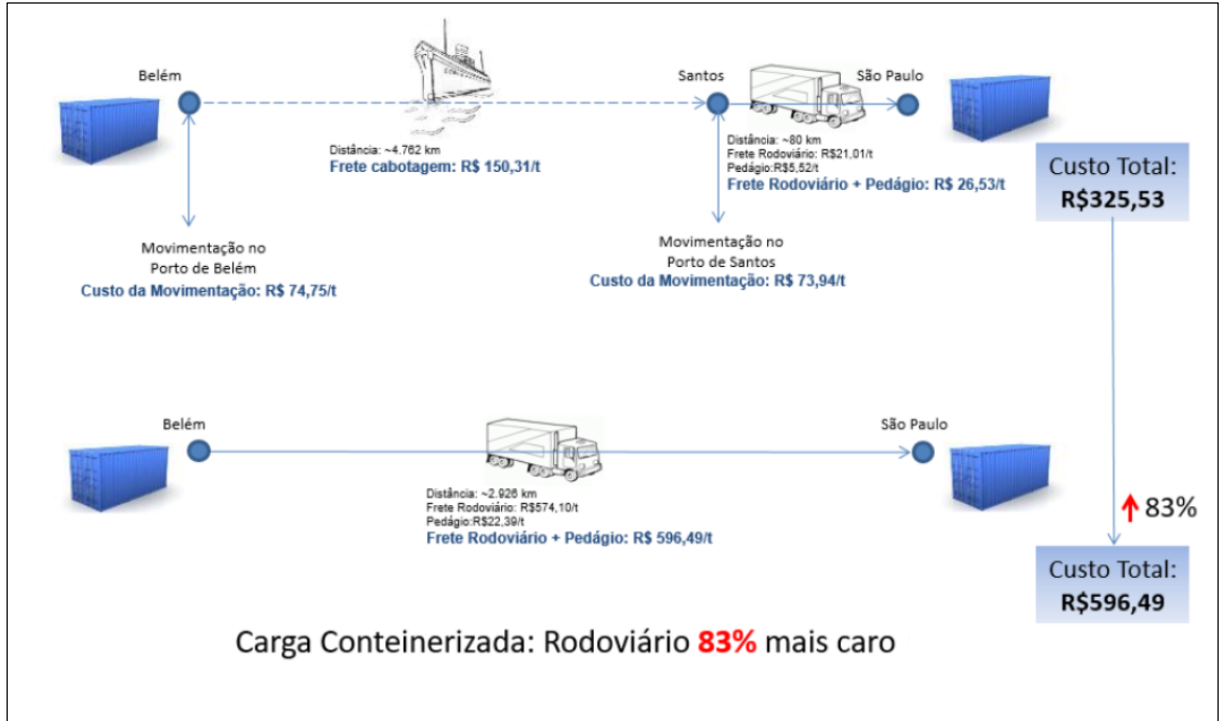 Belém
Santos
São Paulo
Distância: ~4.762 km
Frete cabotagem: R$ 150,31/t
Distância: ~80 km
Frete Rodoviário: R$21,01/t
Pedágio:R$5,52/t
Frete Rodoviário + Pedágio: R$ 26,53/t
Custo Total:
R$325,53
Movimentação no
Porto de Belém
Custo da Movimentação: R$ 74,75/t
Movimentação no
Porto de Santos
Custo da Movimentação: R$ 73,94/t
Belém
São Paulo
Distância: ~2.926 km
Frete Rodoviário: R$574,10/t
Pedágio:R$22,39/t
Frete Rodoviário + Pedágio: R$ 596,49/t
83%
Custo Total:
R$596,49
Carga Conteinerizada: Rodoviário 83% mais caro